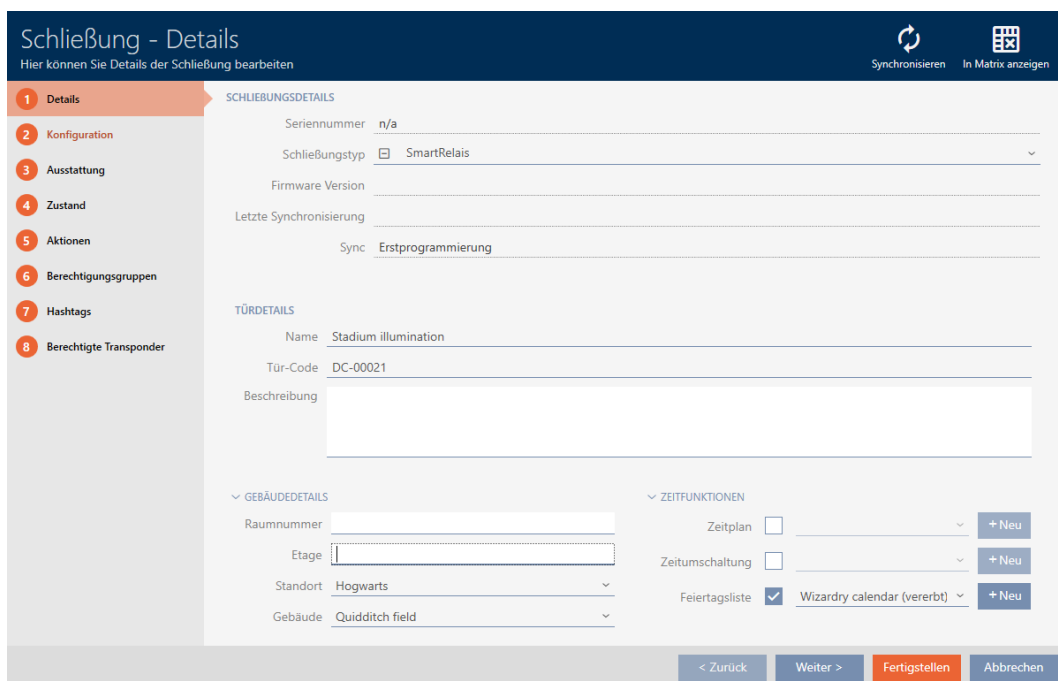 Schließung - Details
Hier können Sie Details der Schließung bearbeiten
Synchronisieren
In Matrix anzeigen
1 Details
2 Konfiguration
3 Ausstattung
4 Zustand
5 Aktionen
6 Berechtigungsgruppen
7 Hashtags
8 Berechtigte Transponder
SCHLIEßUNGSDETAILS
Seriennummer n/a
Schließungstyp SmartRelais
Firmware Version
Letzte Synchronisierung
Sync Erstprogrammierung
TÜRDETAILS
Name Stadium illumination
Tür-Code DC-00021
Beschreibung
GEBÄUDEDETAILS
Raumnummer
Etage
Standort Hogwarts
Gebäude Quidditch field
ZEITFUNKTIONEN
Zeitplan + Neu
Zeitumschaltung + Neu
Feiertagsliste Wizardry calendar (vererbt) + Neu
< Zurück
Weiter >
Fertigstellen
Abbrechen